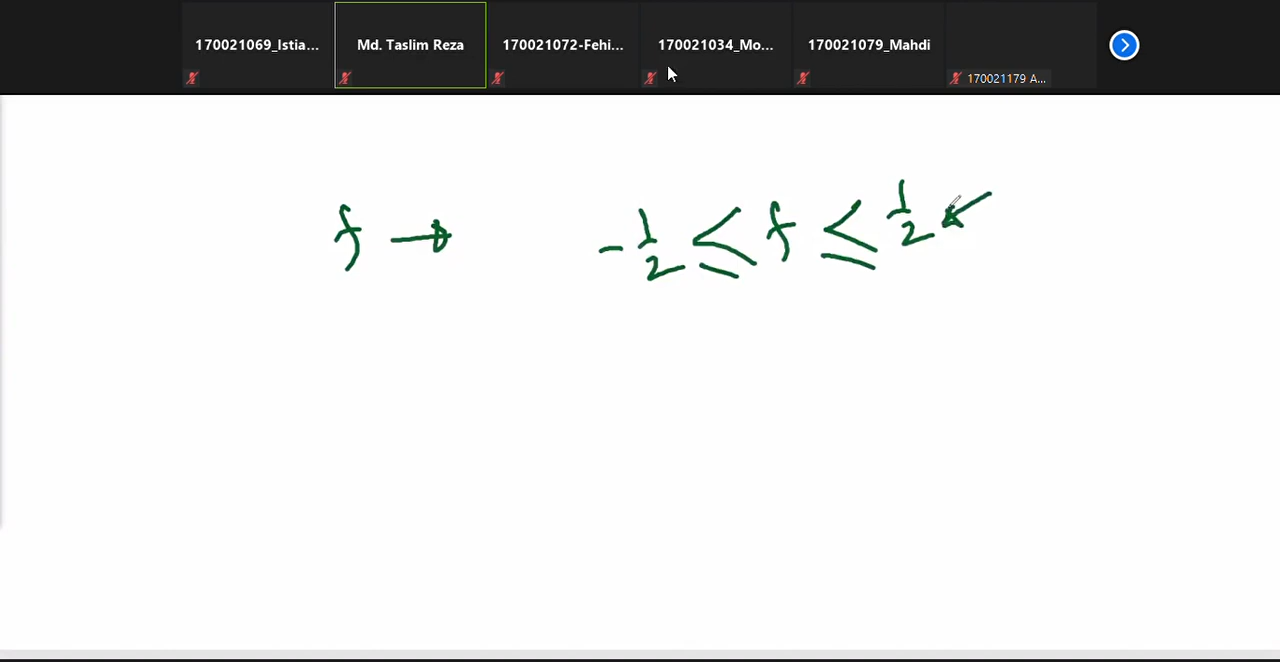 170021069_Istia... Md. Taslim Reza 170021072-Fehi... 170021034_Mo... 170021079_Mahdi
170021179 A...
f → -1/2 ≤ f ≤ 1/2